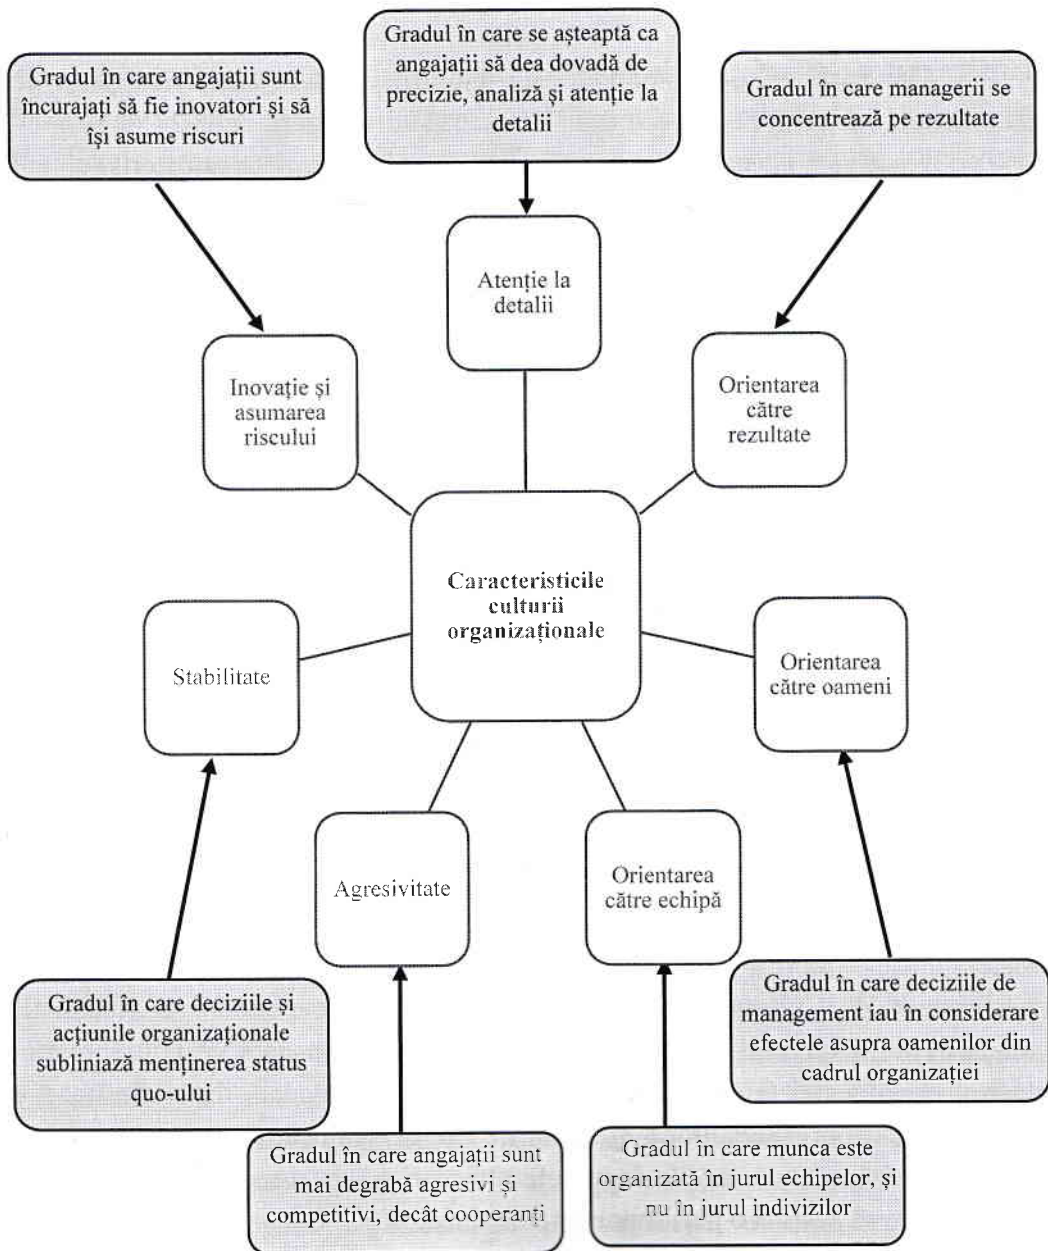 Gradul în care angajații sunt
încurajați să fie inovatori și să
își asume riscuri
Gradul în care se așteaptă ca
angajații să dea dovadă de
precizie, analiză și atenție la
detalii
Gradul în care managerii se
concentrează pe rezultate
Atenție la
detalii
Inovație și
asumarea
riscului
Orientarea
către
rezultate
Caracteristicile
culturii
organizaționale
Stabilitate
Orientarea
către oameni
Agresivitate
Orientarea
către echipă
Gradul în care deciziile și
acțiunile organizaționale
subliniază menținerea status
quo-ului
Gradul în care deciziile de
management iau în considerare
efectele asupra oamenilor din
cadrul organizației
Gradul în care angajații sunt
mai degrabă agresivi și
competitivi, decât cooperanți
Gradul în care munca este
organizată în jurul echipelor, și
nu în jurul indivizilor